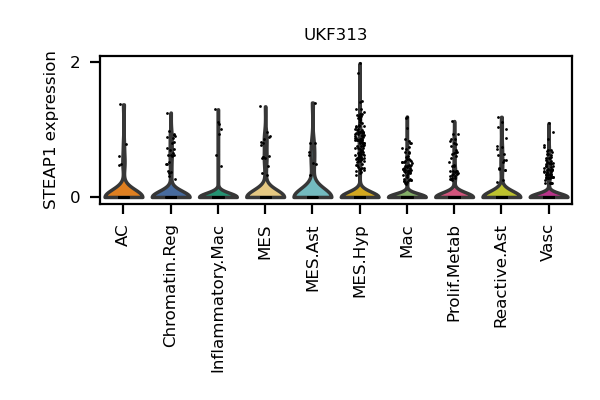 UKF313
STEAP1 expression
2
0
AC
Chromatin.Reg
Inflammatory.Mac
MES
MES.Ast
MES.Hyp
Mac
Prolif.Metab
Reactive.Ast
Vasc